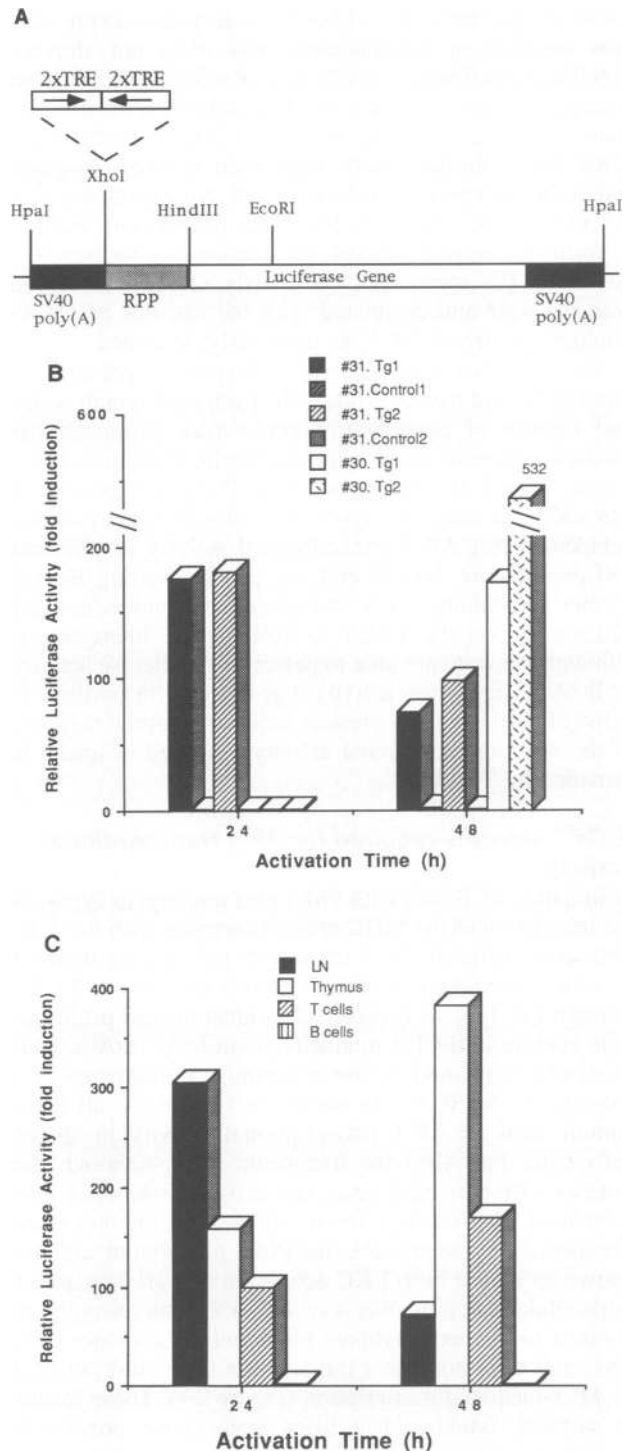 A
2xTRE 2xTRE
XhoI
HpaI HindIII EcoRI HpaI
Luciferase Gene
SV40 poly(A) RPP SV40 poly(A)
B
#31. Tg1
#31.Control1
#31. Tg2
#31.Control2
#30. Tg1
#30. Tg2
Relative Luciferase Activity (fold induction)
600
532
200
100
0
24 48
Activation Time (h)
C
LN
Thymus
T cells
B cells
Relative Luciferase Activity (fold induction)
400
300
200
100
0
24 48
Activation Time (h)